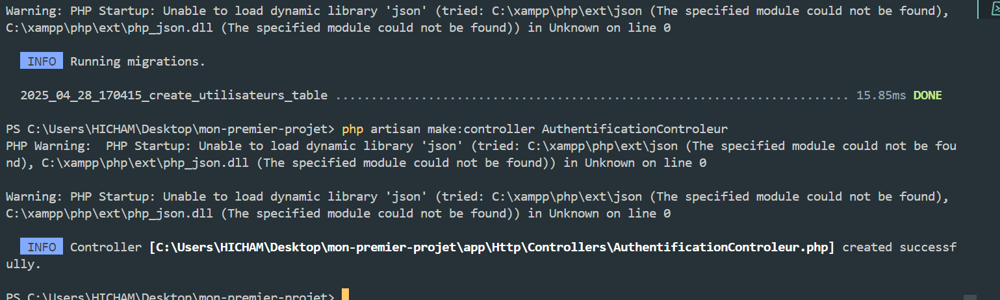 Warning: PHP Startup: Unable to load dynamic library 'json' (tried: C:\xampp\php\ext\json (The specified module could not be found),
C:\xampp\php\ext\php_json.dll (The specified module could not be found)) in Unknown on line 0
INFO Running migrations.
2025_04_28_170415_create_utilisateurs_table ........................................................................ 15.85ms DONE
PS C:\Users\HICHAM\Desktop\mon-premier-projet> php artisan make:controller AuthentificationControleur
PHP Warning:  PHP Startup: Unable to load dynamic library 'json' (tried: C:\xampp\php\ext\json (The specified module could not be fou
nd), C:\xampp\php\ext\php_json.dll (The specified module could not be found)) in Unknown on line 0
Warning: PHP Startup: Unable to load dynamic library 'json' (tried: C:\xampp\php\ext\json (The specified module could not be found),
C:\xampp\php\ext\php_json.dll (The specified module could not be found)) in Unknown on line 0
INFO Controller [C:\Users\HICHAM\Desktop\mon-premier-projet\app\Http\Controllers\AuthentificationControleur.php] created successf
ully.
PS C:\Users\HICHAM\Desktop\mon-premier-projet>